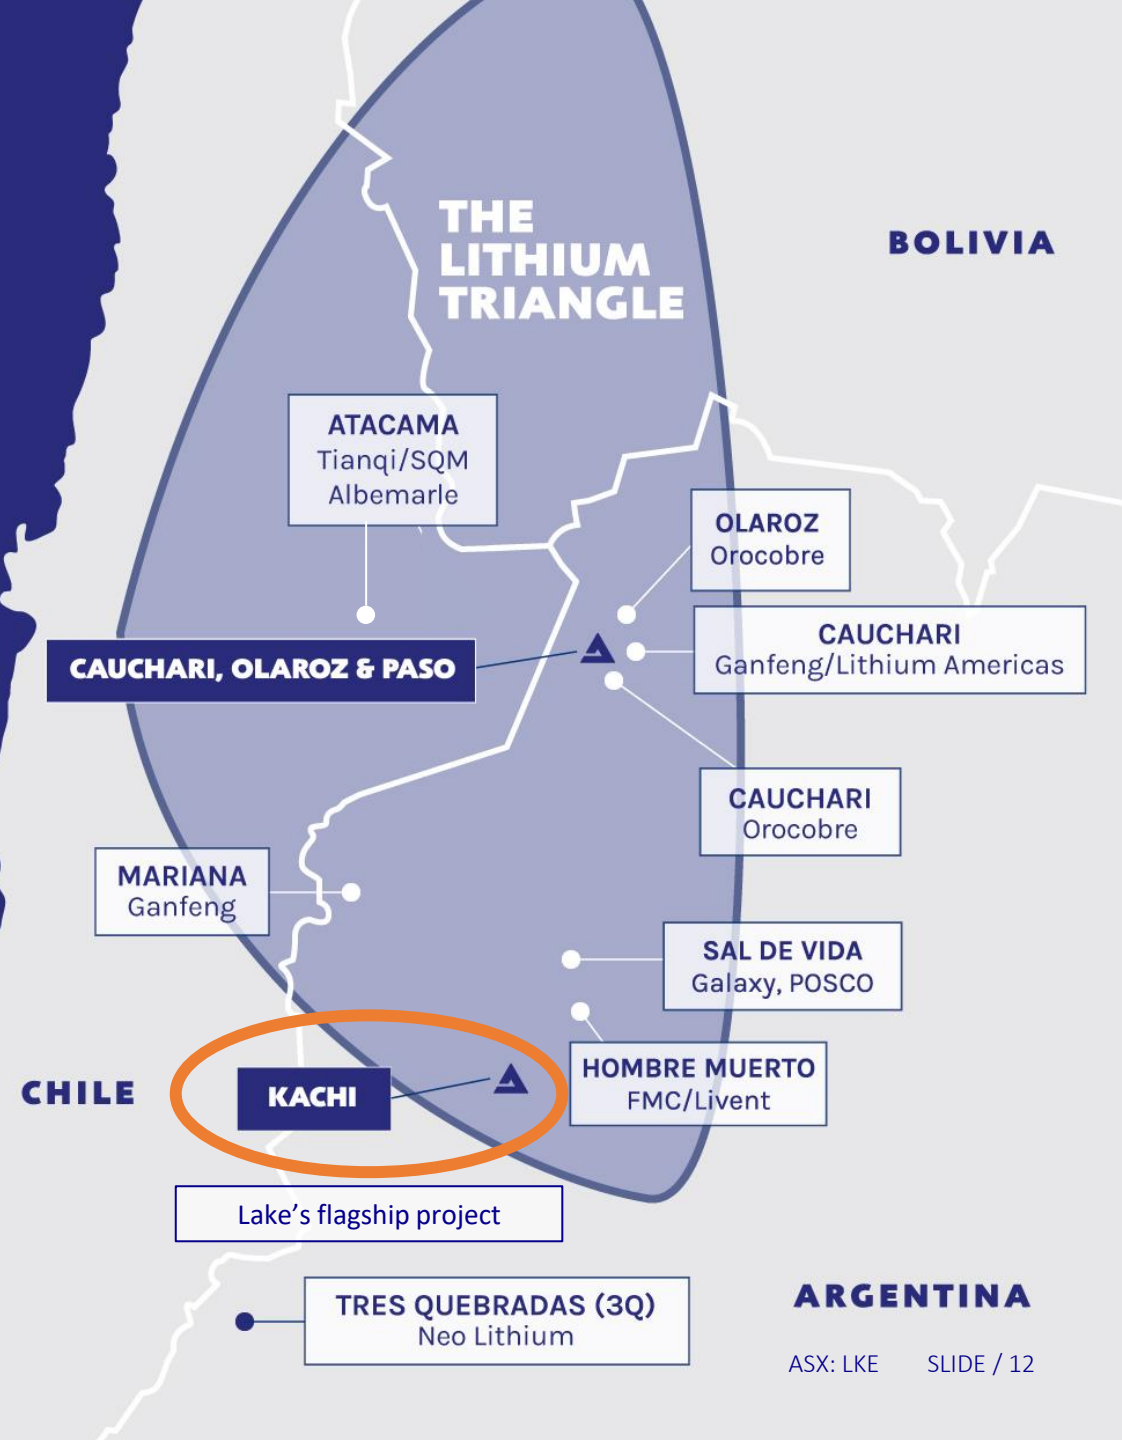 THE
LITHIUM
TRIANGLE
BOLIVIA
ATACAMA
Tianqi/SQM
Albemarle
OLAROZ
Orocobre
CAUCHARI
Ganfeng/Lithium Americas
CAUCHARI, OLAROZ & PASO
CAUCHARI
Orocobre
MARIANA
Ganfeng
SAL DE VIDA
Galaxy, POSCO
HOMBRE MUERTO
FMC/Livent
CHILE
KACHI
Lake’s flagship project
TRES QUEBRADAS (3Q)
Neo Lithium
ARGENTINA
ASX: LKE SLIDE / 12